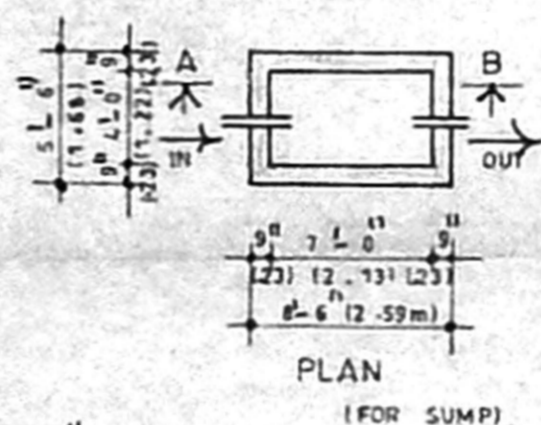 A
B
IN
OUT
5'-6"
(1.68)
9" 4'-0" 9"
(.23) (1.22) (.23)
9" 7'-0" 9"
(.23) (2.13) (.23)
8'-6" (2.59m)
PLAN
(FOR SUMP)